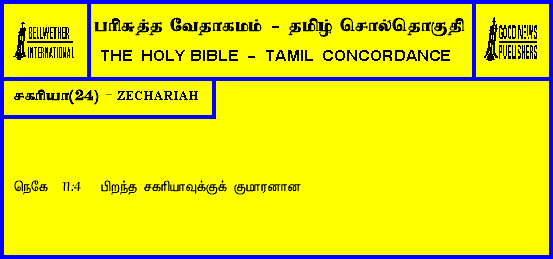 BELLWETHER
INTERNATIONAL
பரிசுத்த வேதாகமம் - தமிழ் சொல்தொகுதி
THE HOLY BIBLE - TAMIL CONCORDANCE
GOOD NEWS
PUBLISHERS
சகரியா(24) - ZECHARIAH
நெகே 11:4 பிறந்த சகரியாவுக்குக் குமாரனான